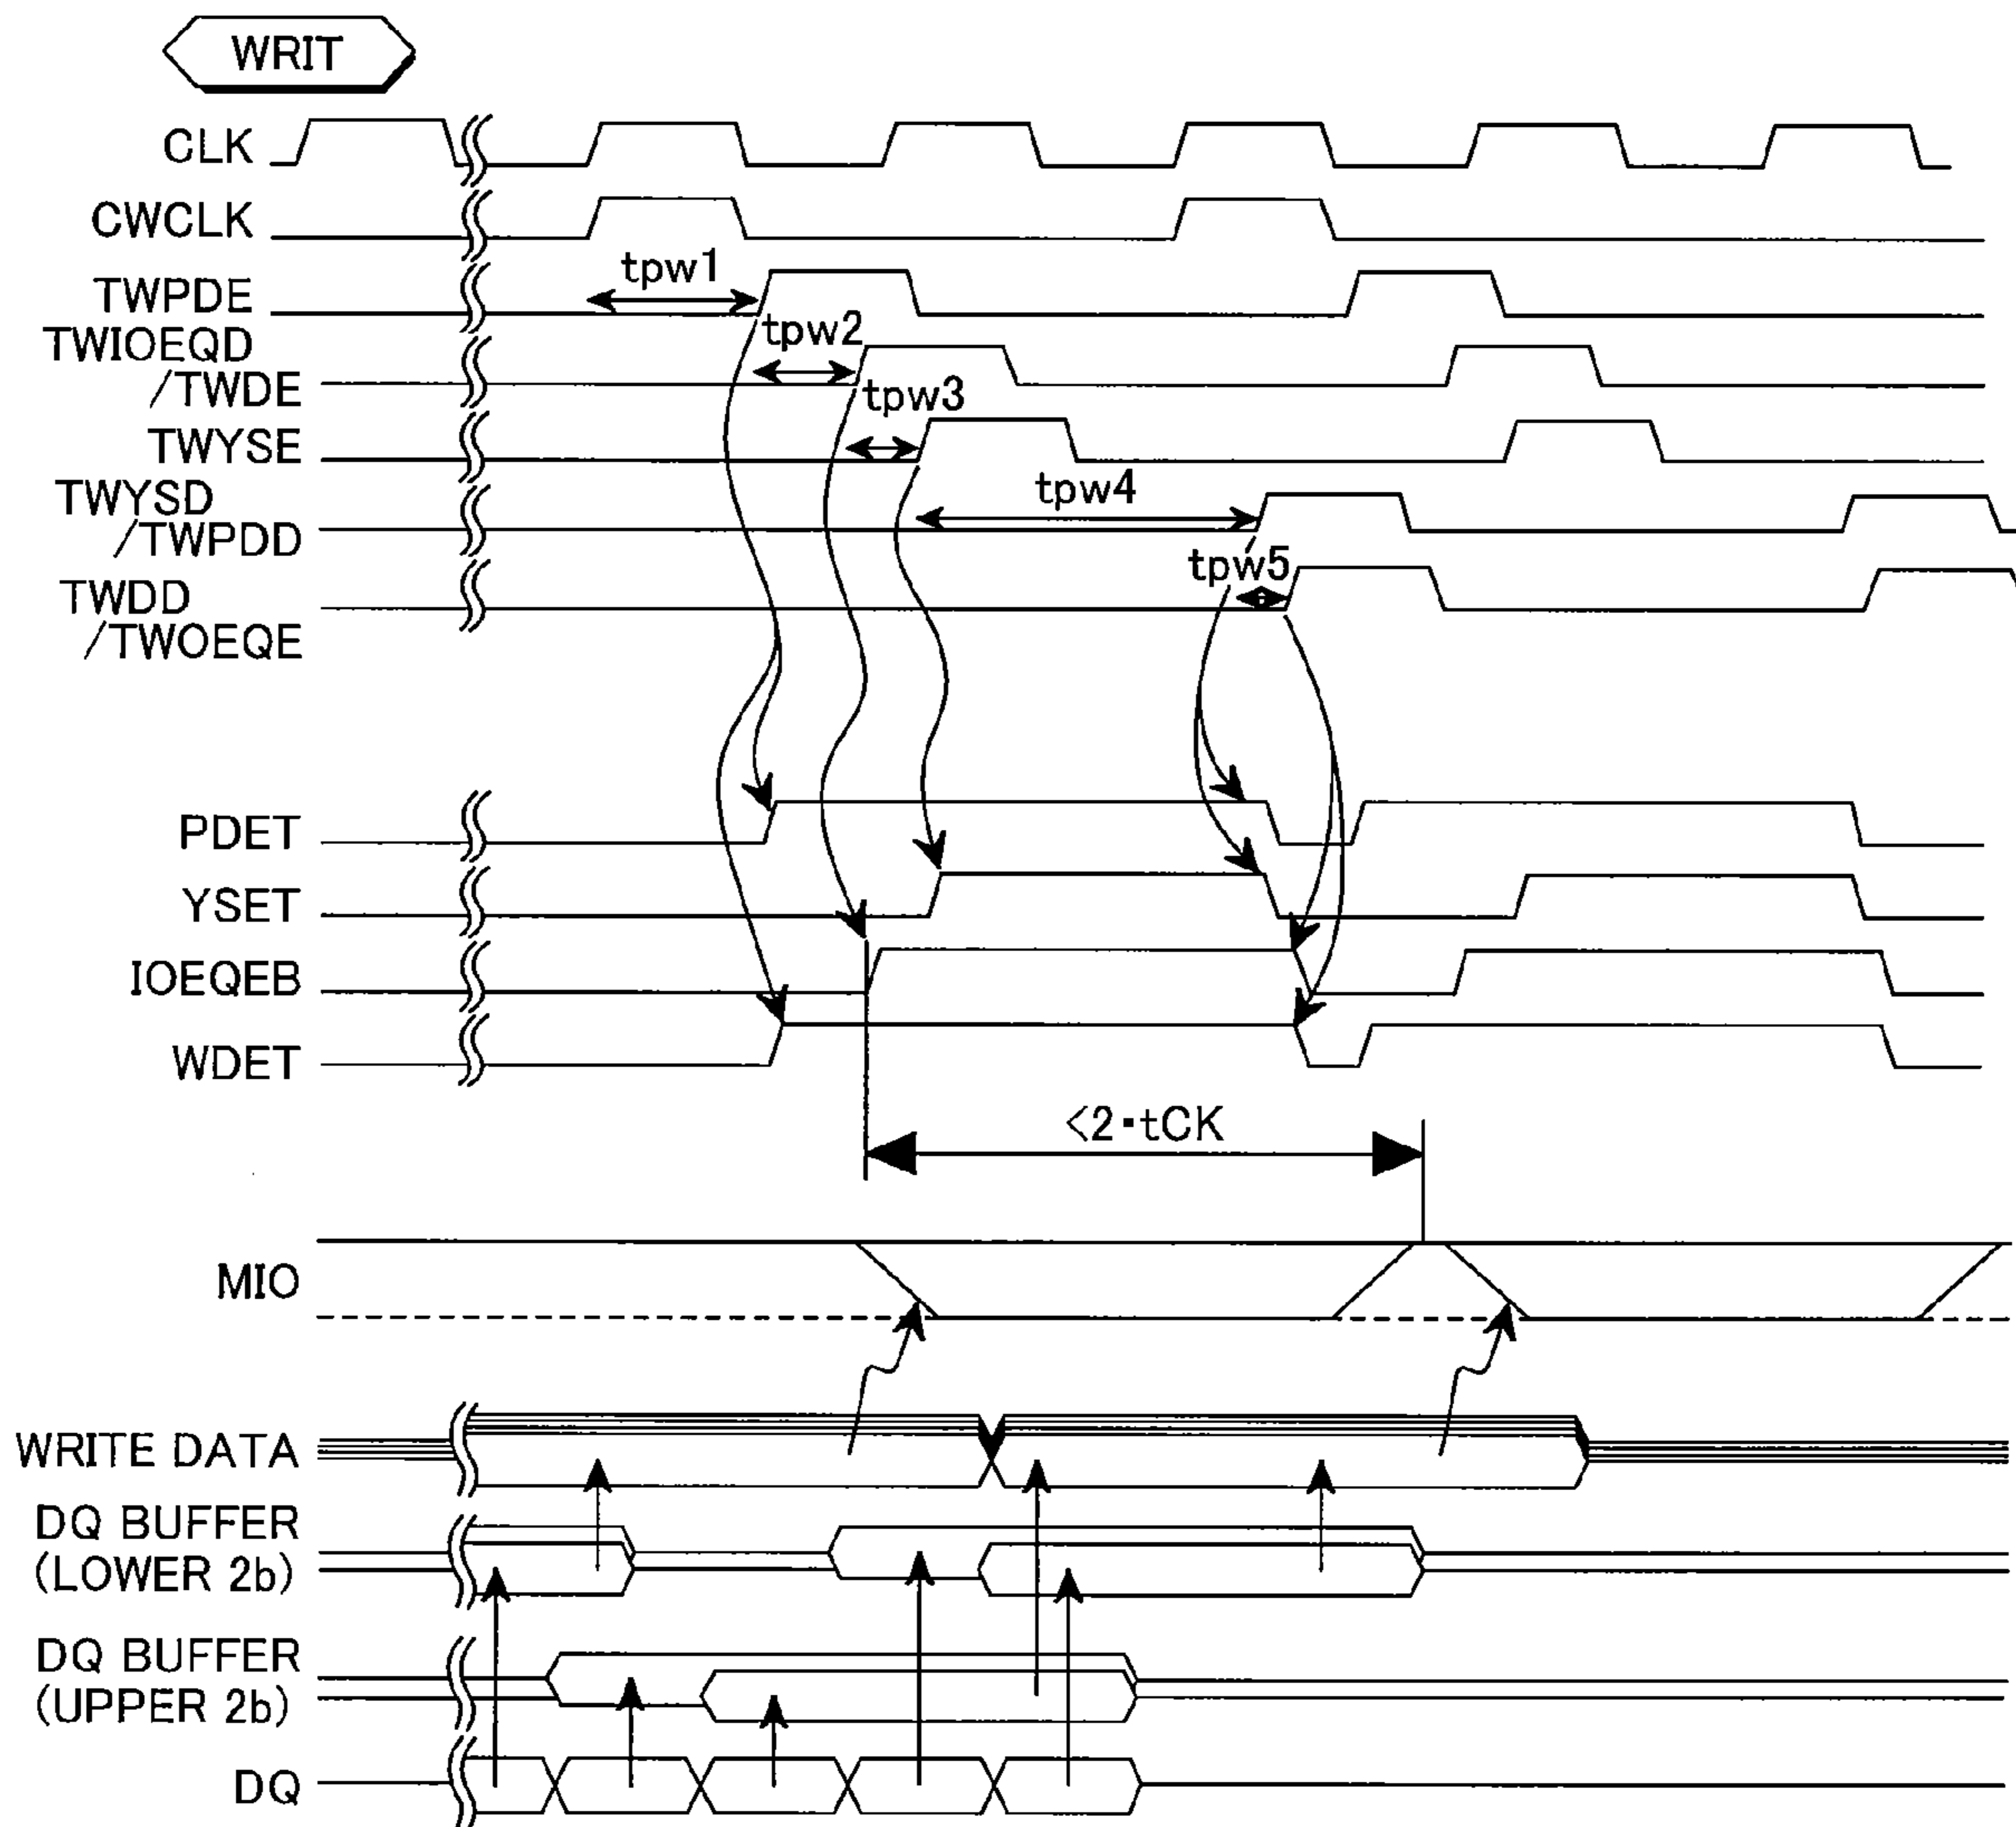 WRIT
CLK
CWCLK
TWPDE
tpw1
TWIOEQD
/TWDE
tpw2
TWYSE
tpw3
TWYSD
/TWPDD
tpw4
TWDD
/TWOEQE
tpw5
PDET
YSET
IOEQEB
WDET
<2▪tCK
MIO
WRITE DATA
DQ BUFFER
(LOWER 2b)
DQ BUFFER
(UPPER 2b)
DQ